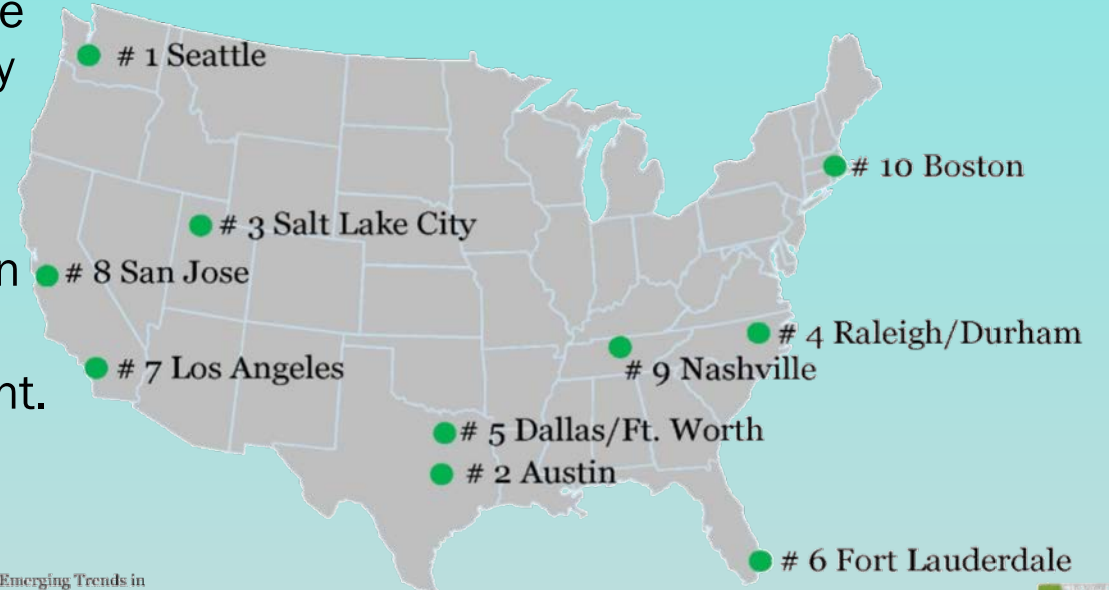 e
y
# 1 Seattle
# 10 Boston
# 3 Salt Lake City
n
# 8 San Jose
# 4 Raleigh/Durham
# 7 Los Angeles
# 9 Nashville
nt.
# 5 Dallas/Ft. Worth
# 2 Austin
# 6 Fort Lauderdale
Emerging Trends in